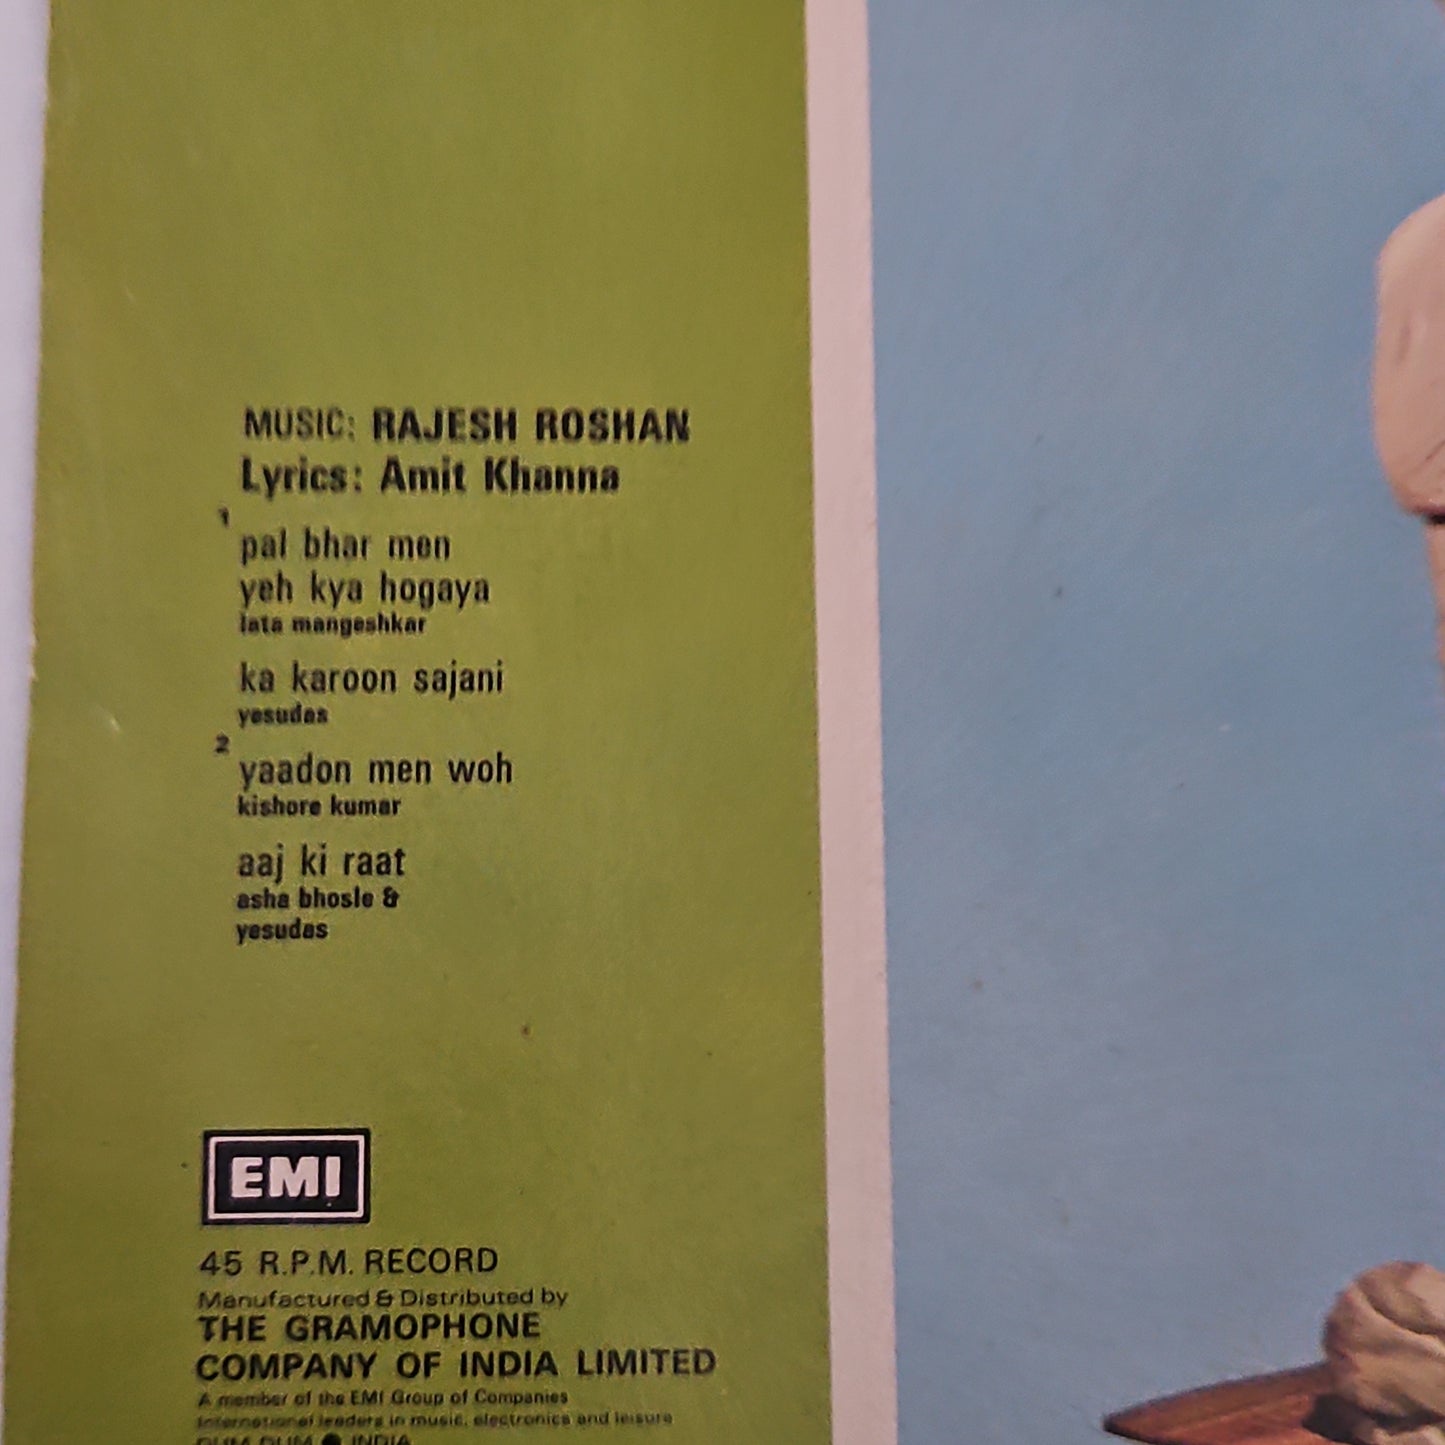 MUSIC: RAJESH ROSHAN
Lyrics: Amit Khanna
1
pal bhar men
yeh kya hogaya
lata mangeshkar
ka karoon sajani
yesudas
2
yaadon men woh
kishore kumar
aaj ki raat
asha bhosle &
yesudas
EMI
45 R.P.M. RECORD
Manufactured & Distributed by
THE GRAMOPHONE
COMPANY OF INDIA LIMITED
A member of the EMI Group of Companies
International leaders in music, electronics and leisure
DUM DUM ● INDIA